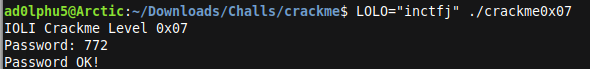 ad0lphu5@Arctic:~/Downloads/Challs/crackme$ LOLO="inctfj" ./crackme0x07
IOLI Crackme Level 0x07
Password: 772
Password OK!